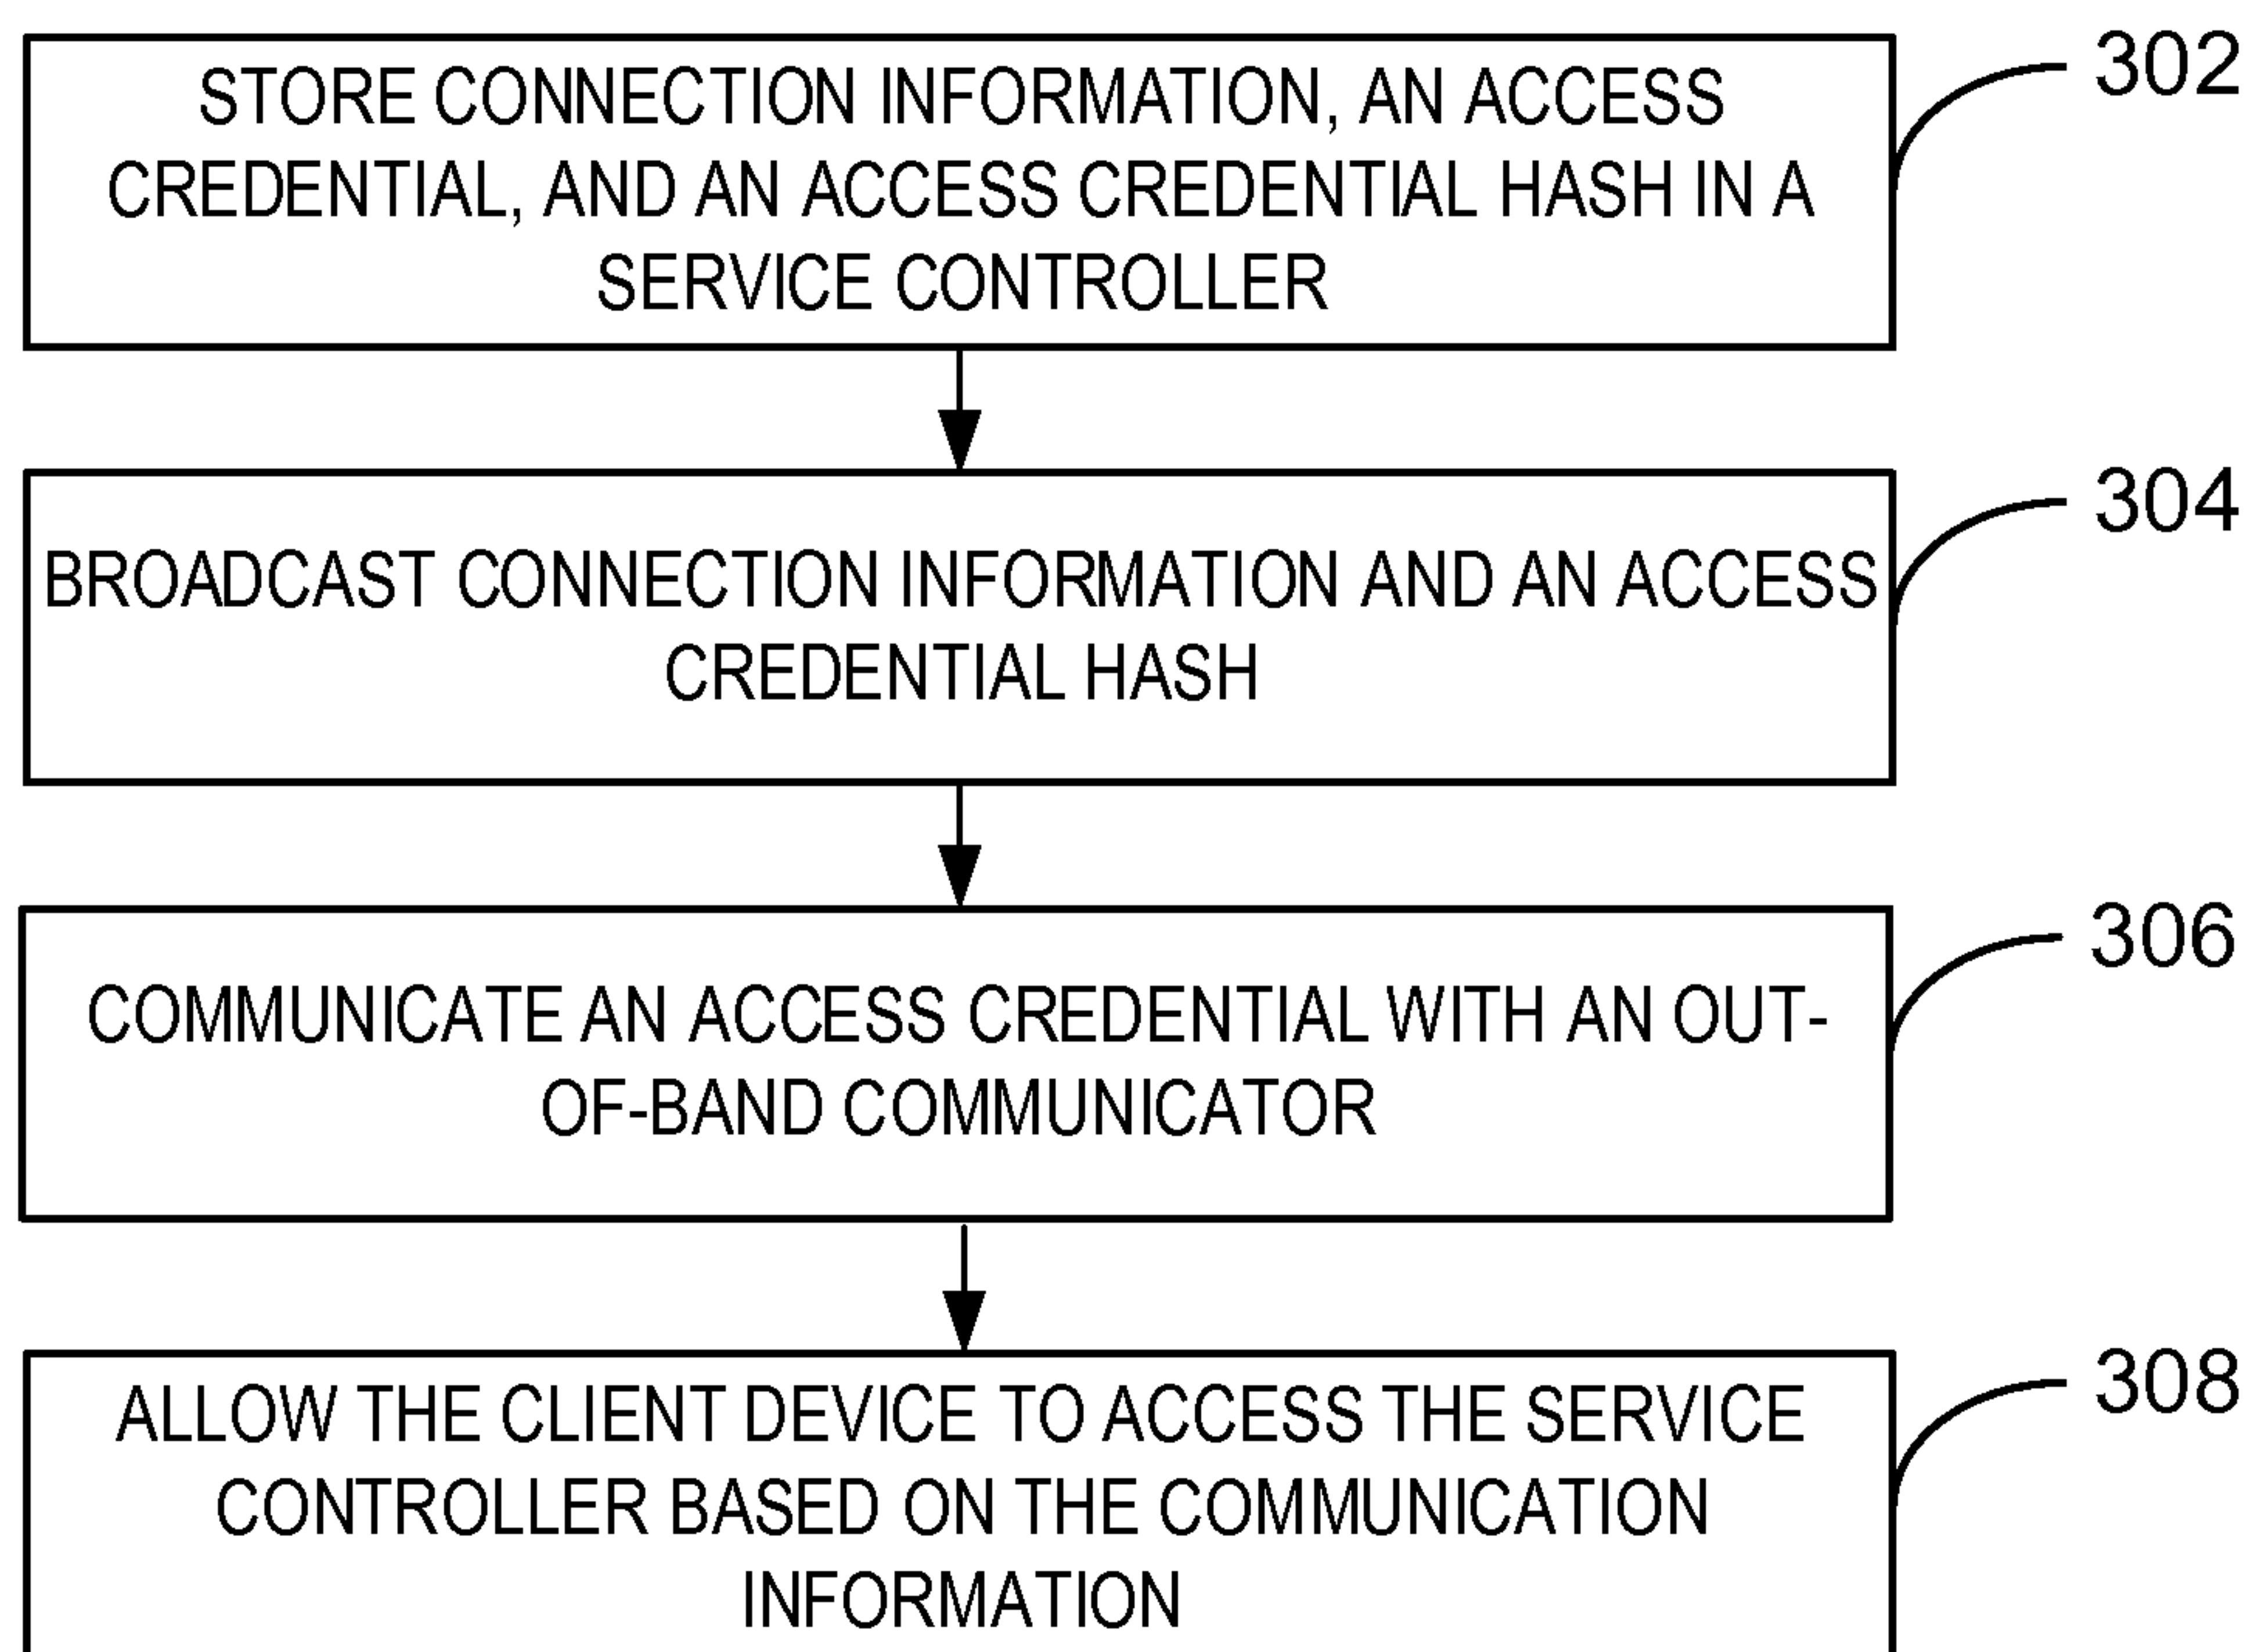 STORE CONNECTION INFORMATION, AN ACCESS
CREDENTIAL, AND AN ACCESS CREDENTIAL HASH IN A
SERVICE CONTROLLER
302
BROADCAST CONNECTION INFORMATION AND AN ACCESS
CREDENTIAL HASH
304
COMMUNICATE AN ACCESS CREDENTIAL WITH AN OUT-
OF-BAND COMMUNICATOR
306
ALLOW THE CLIENT DEVICE TO ACCESS THE SERVICE
CONTROLLER BASED ON THE COMMUNICATION
INFORMATION
308